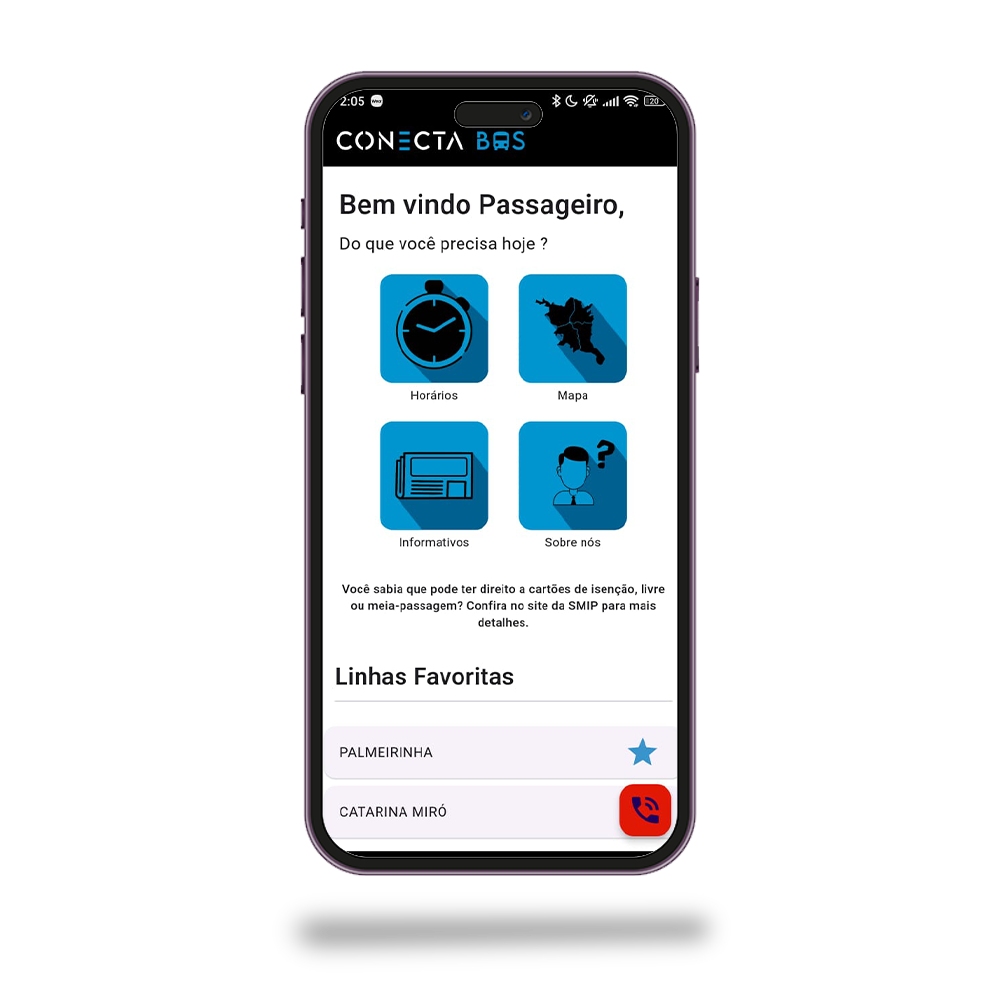 2:05
20
CONECTA BUS
Bem vindo Passageiro,
Do que você precisa hoje ?
Horários
Mapa
Informativos
Sobre nós
Você sabia que pode ter direito a cartões de isenção, livre
ou meia-passagem? Confira no site da SMIP para mais
detalhes.
Linhas Favoritas
PALMEIRINHA
CATARINA MIRÓ